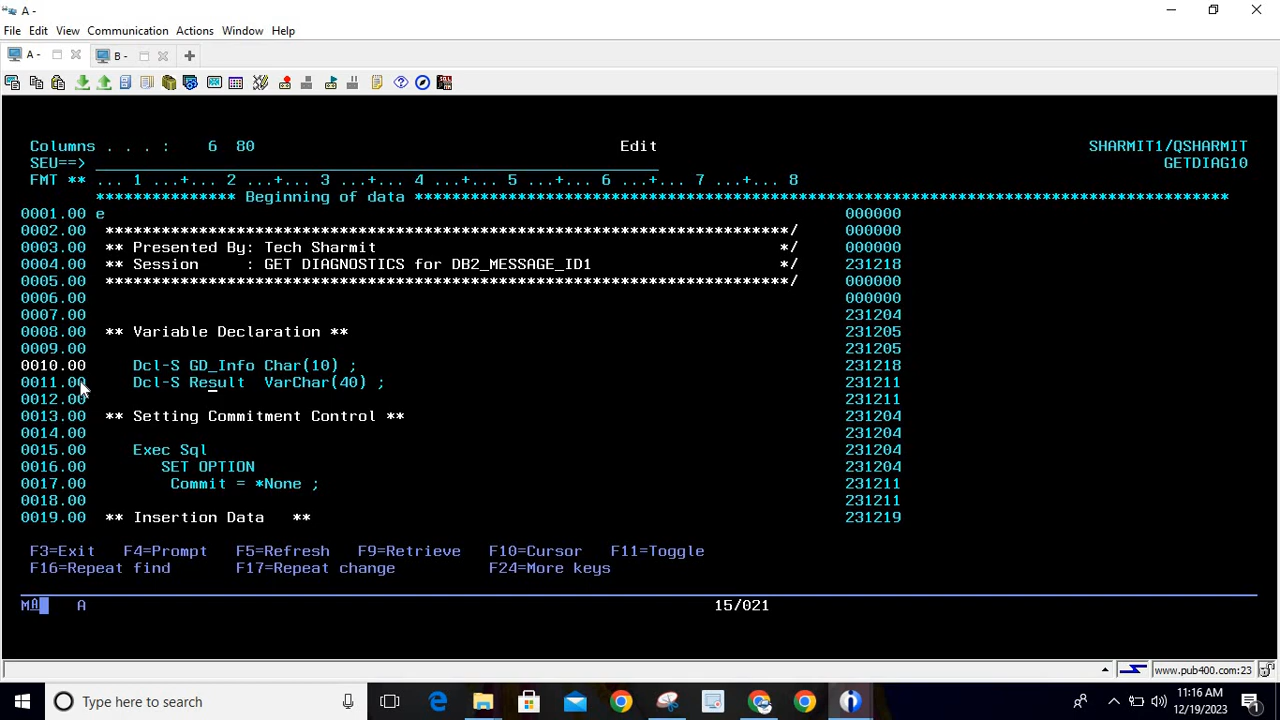 A -
File Edit View Communication Actions Window Help
A - B -
Columns . . . : 6 80 Edit SHARMIT1/QSHARMIT
SEU==> GETDIAG10
FMT ** ... 1 ...+... 2 ...+... 3 ...+... 4 ...+... 5 ...+... 6 ...+... 7 ...+... 8
*************** Beginning of data ***************************************************************************************
0001.00 e 000000
0002.00 *************************************************************************/ 000000
0003.00 ** Presented By: Tech Sharmit */ 000000
0004.00 ** Session : GET DIAGNOSTICS for DB2_MESSAGE_ID1 */ 231218
0005.00 *************************************************************************/ 000000
0006.00 000000
0007.00 231204
0008.00 ** Variable Declaration ** 231205
0009.00 231205
0010.00 Dcl-S GD_Info Char(10) ; 231218
0011.00 Dcl-S Result VarChar(40) ; 231211
0012.00 231211
0013.00 ** Setting Commitment Control ** 231204
0014.00 231204
0015.00 Exec Sql 231204
0016.00 SET OPTION 231204
0017.00 Commit = *None ; 231211
0018.00 231211
0019.00 ** Insertion Data ** 231219
F3=Exit F4=Prompt F5=Refresh F9=Retrieve F10=Cursor F11=Toggle
F16=Repeat find F17=Repeat change F24=More keys
MA A 15/021
www.pub400.com:23
Type here to search 11:16 AM
12/19/2023